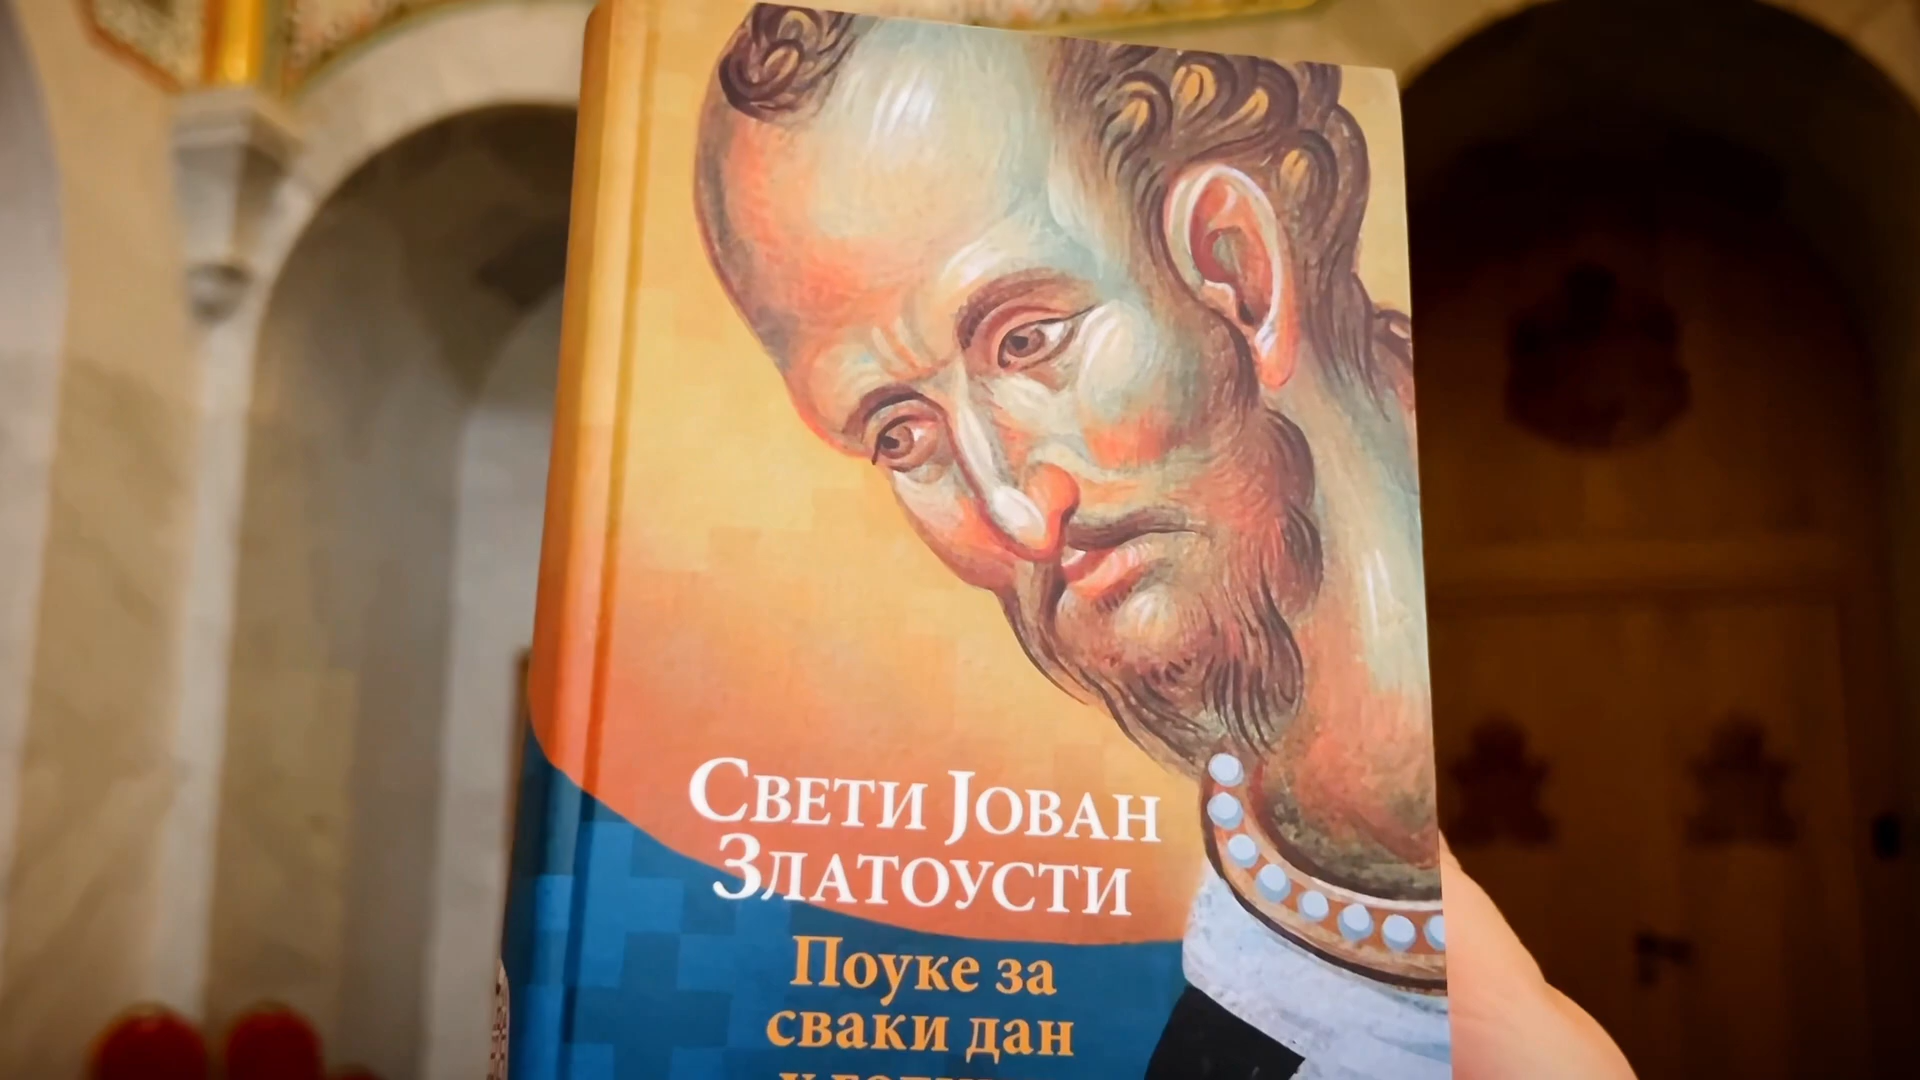 Свети Јован
Златоусти
Поуке за
сваки дан